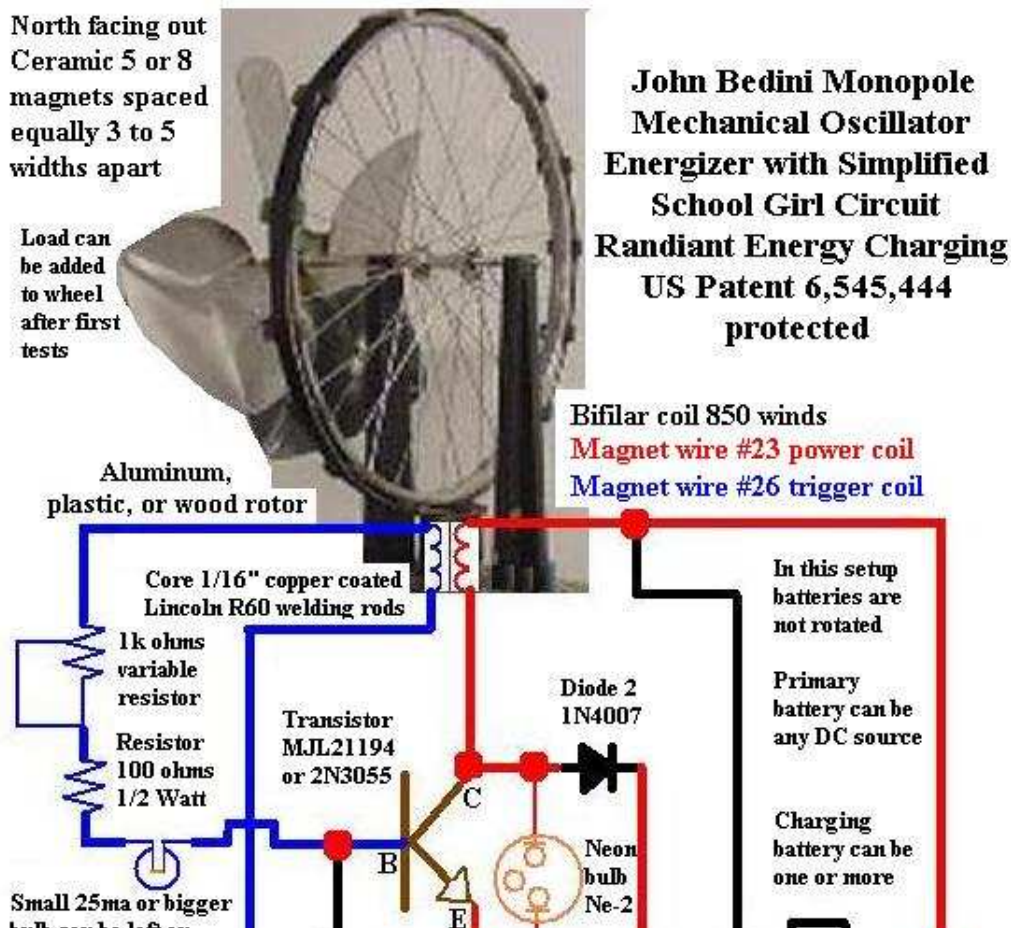 North facing out
Ceramic 5 or 8
magnets spaced
equally 3 to 5
widths apart
John Bedini Monopole
Mechanical Oscillator
Energizer with Simplified
School Girl Circuit
Randiant Energy Charging
US Patent 6,545,444
protected
Load can
be added
to wheel
after first
tests
Bifilar coil 850 winds
Magnet wire #23 power coil
Magnet wire #26 trigger coil
Aluminum,
plastic, or wood rotor
Core 1/16" copper coated
Lincoln R60 welding rods
In this setup
batteries are
not rotated
1k ohms
variable
resistor
Primary
battery can be
any DC source
Diode 2
1N4007
Transistor
MJL21194
or 2N3055
Resistor
100 ohms
1/2 Watt
C
Charging
battery can be
one or more
B
Neon
bulb
Ne-2
E
Small 25ma or bigger